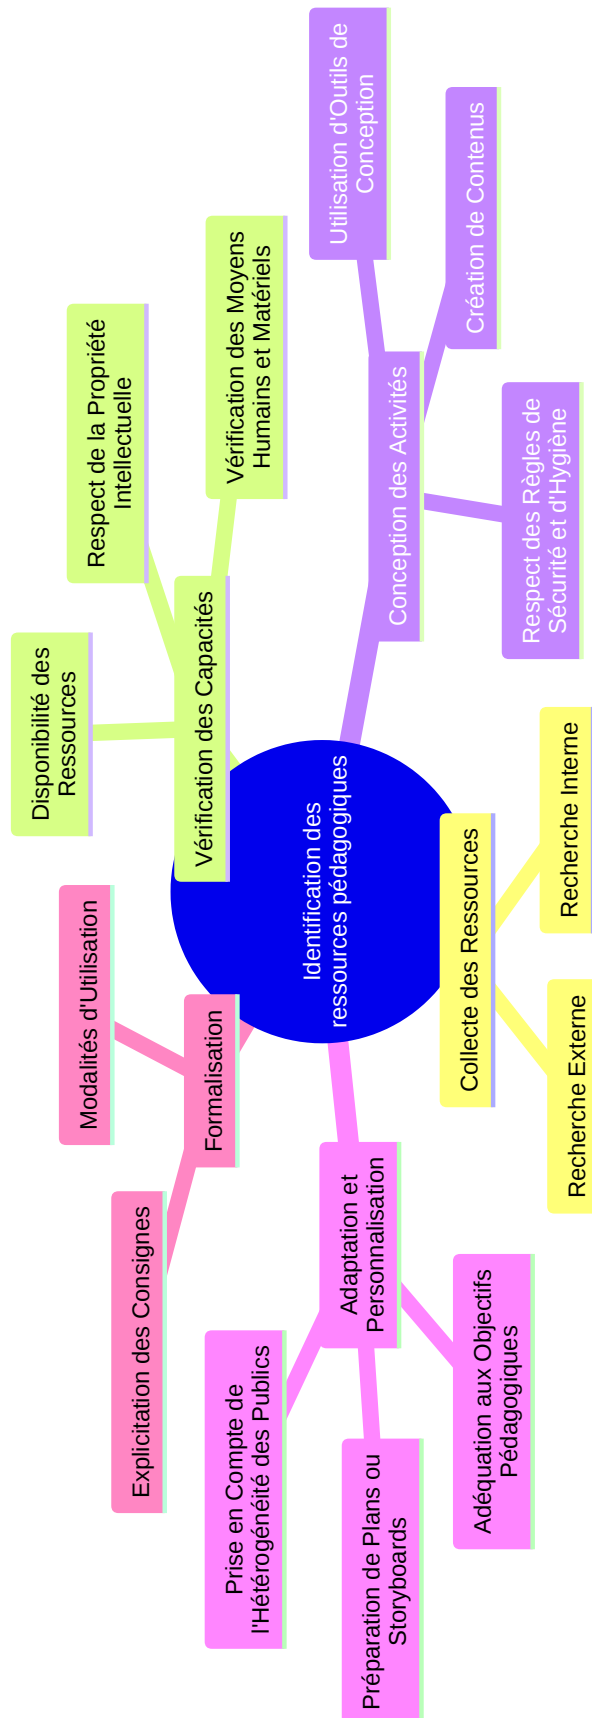 Identification des
ressources pédagogiques
Collecte des Ressources
Recherche Interne
Recherche Externe
Adaptation et
Personnalisation
Adéquation aux Objectifs
Pédagogiques
Préparation de Plans ou
Storyboards
Prise en Compte de
l'Hétérogénéité des Publics
Formalisation
Explicitation des Consignes
Modalités d'Utilisation
Vérification des Capacités
Disponibilité des
Ressources
Respect de la Propriété
Intellectuelle
Vérification des Moyens
Humains et Matériels
Conception des Activités
Utilisation d'Outils de
Conception
Création de Contenus
Respect des Règles de
Sécurité et d'Hygiène